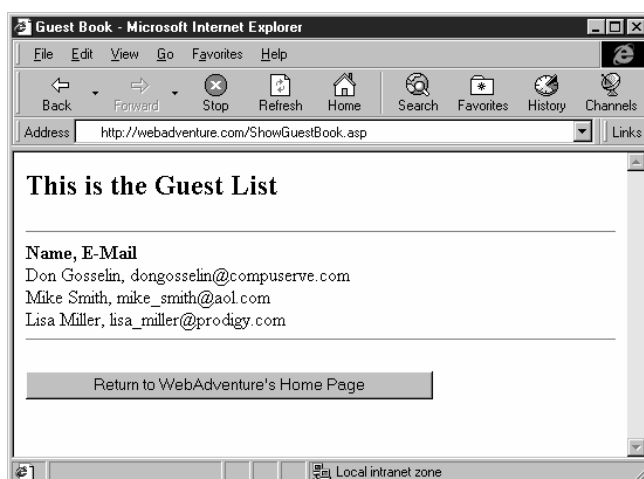 Guest Book - Microsoft Internet Explorer
File Edit View Go Favorites Help
Back Forward Stop Refresh Home Search Favorites History Channels
Address http://webadventure.com/ShowGuestBook.asp Links
This is the Guest List
Name, E-Mail
Don Gosselin, dongosselin@compuserve.com
Mike Smith, mike_smith@aol.com
Lisa Miller, lisa_miller@prodigy.com
Return to WebAdventure's Home Page
Local intranet zone